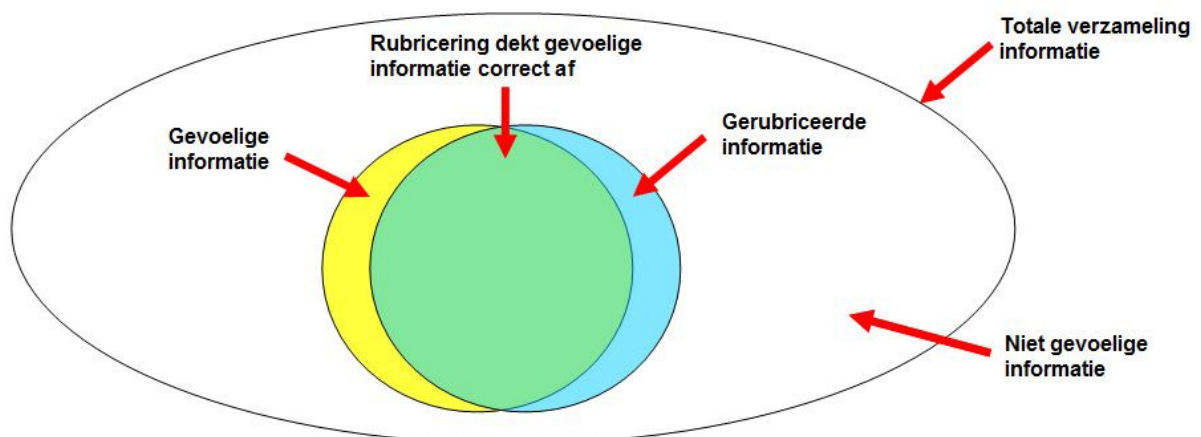 Totale verzameling
informatie
Rubricering dekt gevoelige
informatie correct af
Gevoelige
informatie
Gerubriceerde
informatie
Niet gevoelige
informatie